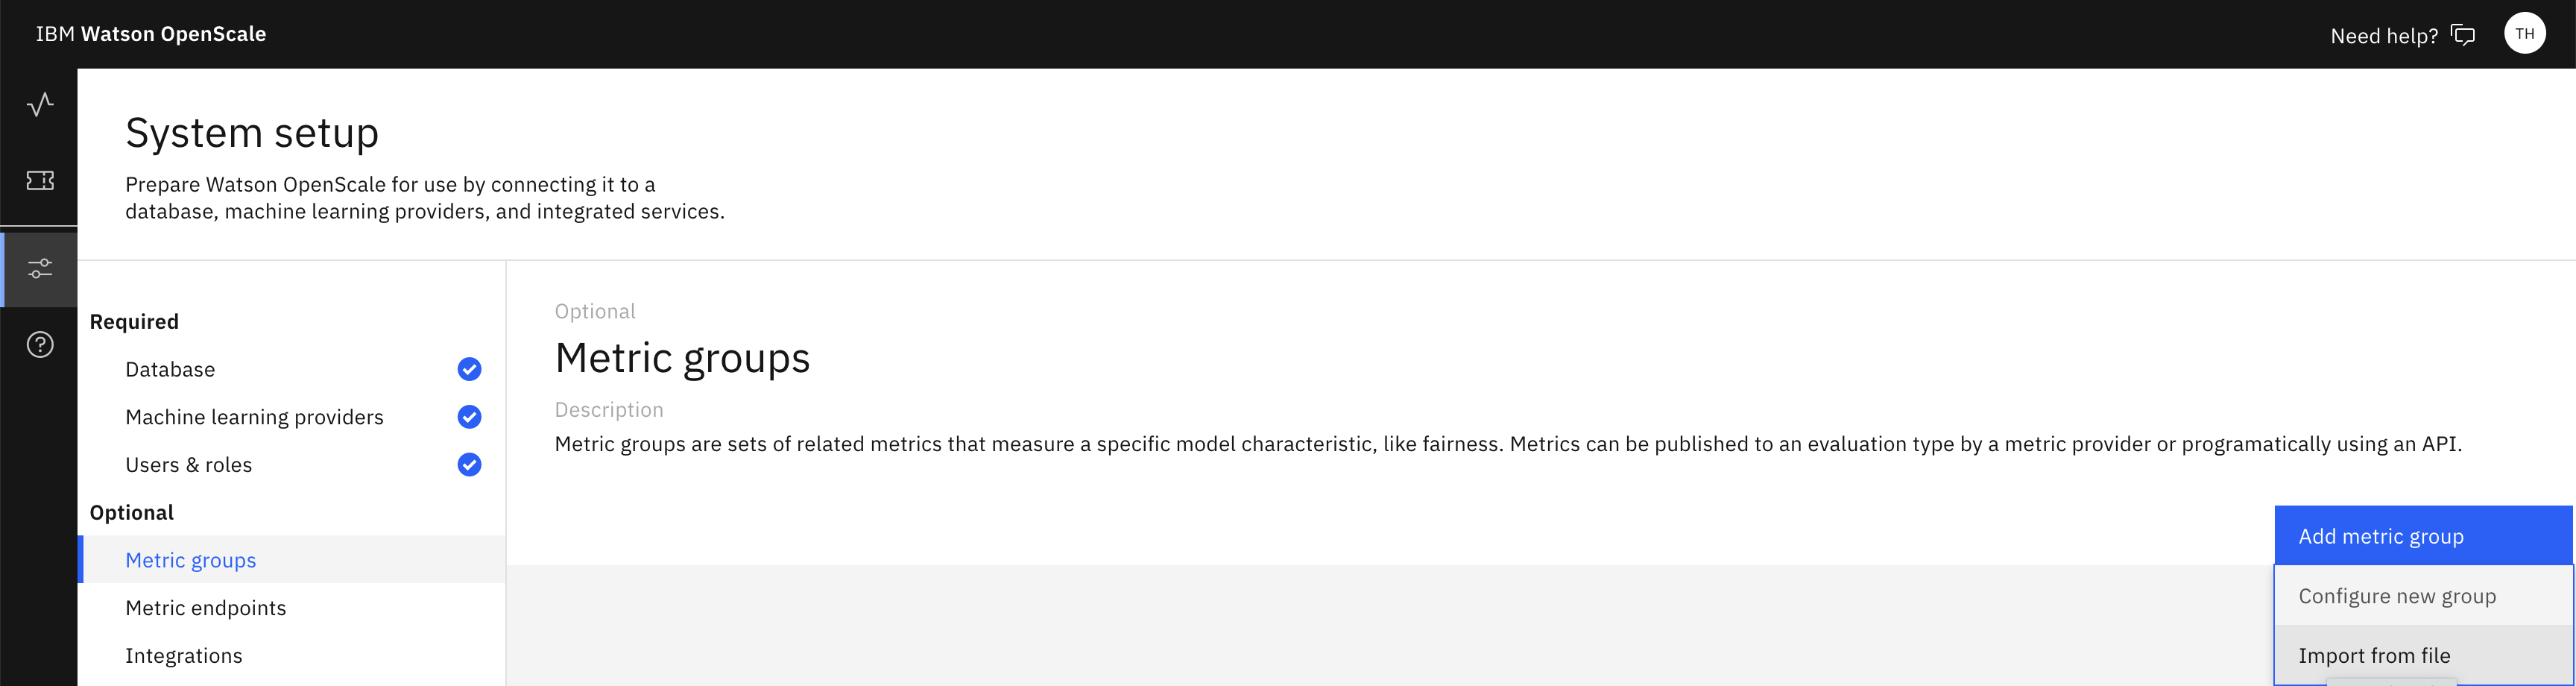 IBM Watson OpenScale
Need help?
TH
System setup
Prepare Watson OpenScale for use by connecting it to a
database, machine learning providers, and integrated services.
Required
Database
Machine learning providers
Users & roles
Optional
Metric groups
Metric endpoints
Integrations
Optional
Metric groups
Description
Metric groups are sets of related metrics that measure a specific model characteristic, like fairness. Metrics can be published to an evaluation type by a metric provider or programatically using an API.
Add metric group
Configure new group
Import from file